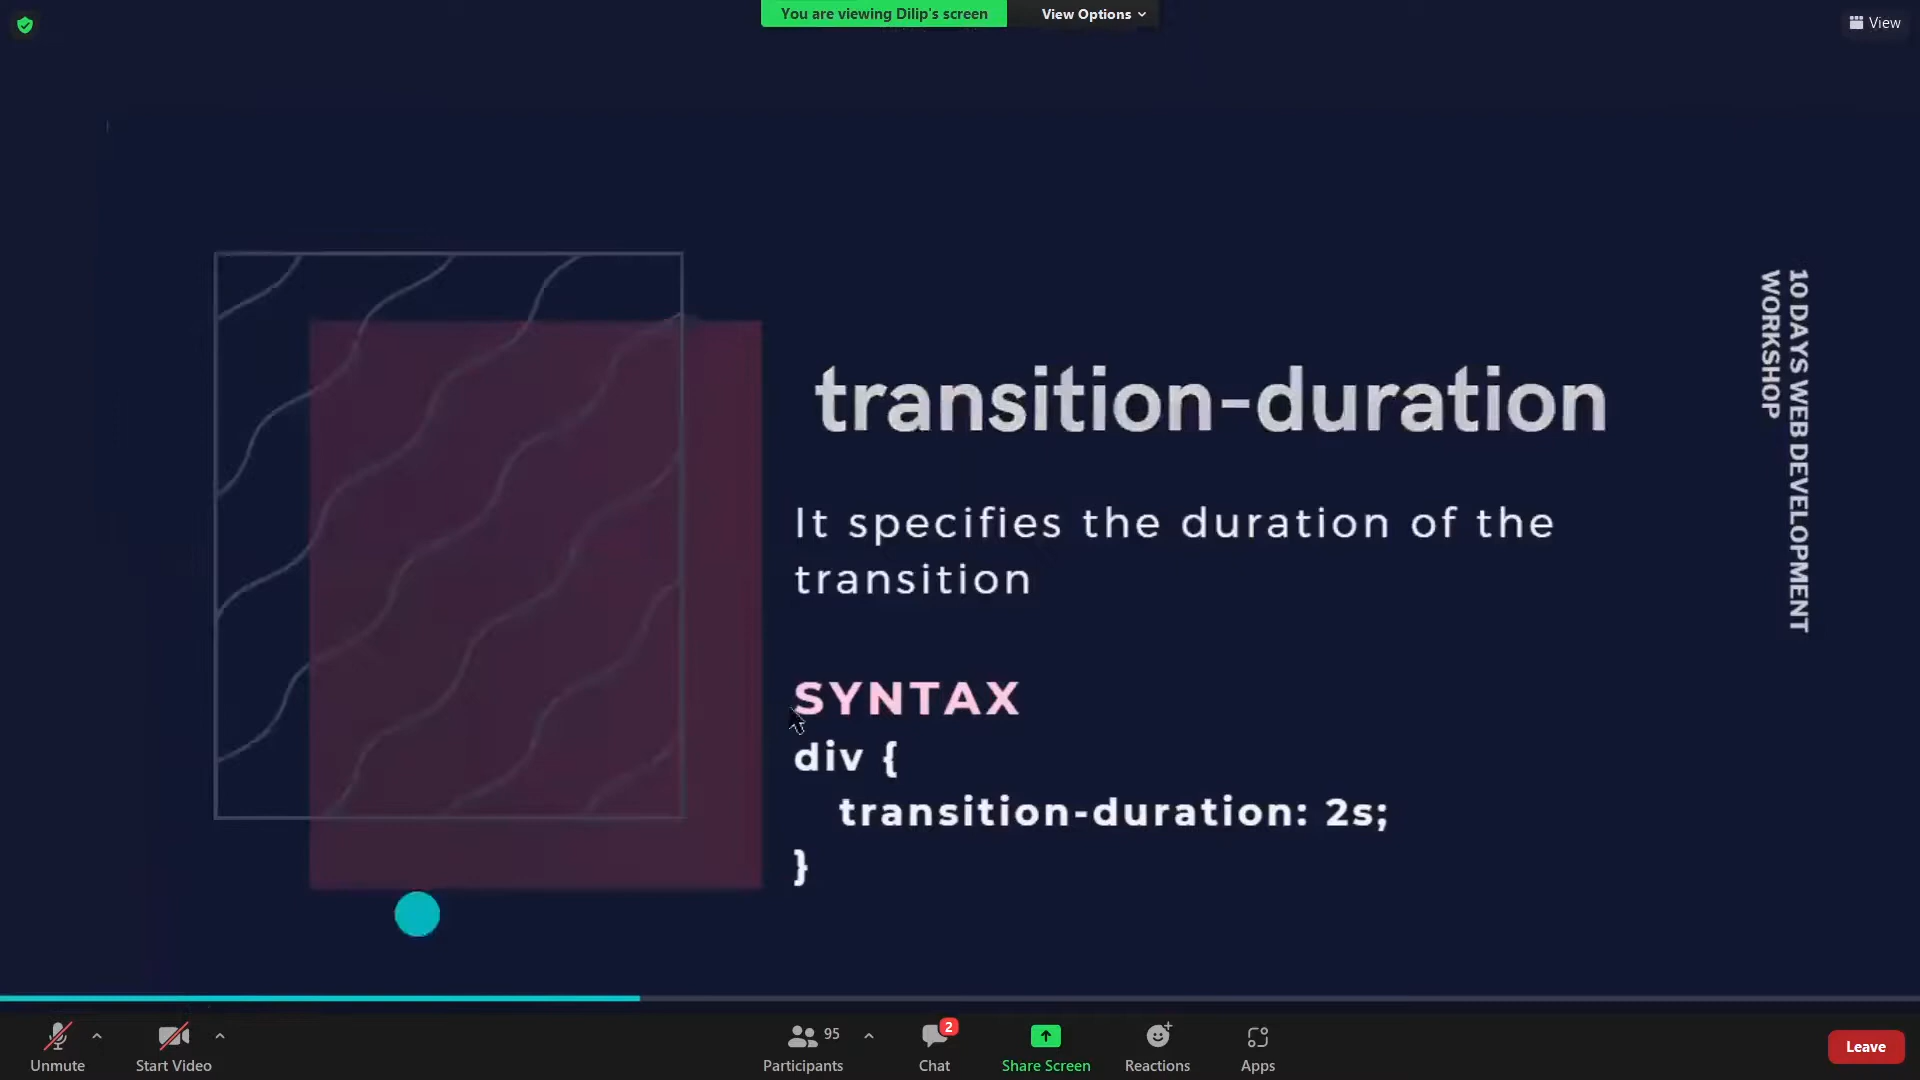 You are viewing Dilip's screen
View Options
View
transition-duration
It specifies the duration of the
transition
SYNTAX
div {
transition-duration: 2s;
}
10 DAYS WEB DEVELOPMENT
WORKSHOP
Unmute
Start Video
95
Participants
2
Chat
Share Screen
Reactions
Apps
Leave